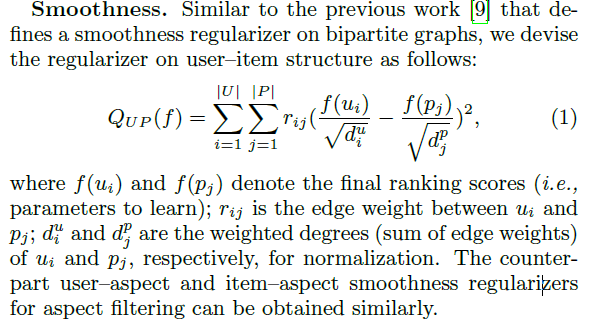 Smoothness. Similar to the previous work [9] that de-
fines a smoothness regularizer on bipartite graphs, we devise
the regularizer on user–item structure as follows:
Q_{UP}(f) = \sum_{i=1}^{|U|} \sum_{j=1}^{|P|} r_{ij} (\frac{f(u_i)}{\sqrt{d_i^u}} - \frac{f(p_j)}{\sqrt{d_j^p}})^2, (1)
where f(u_i) and f(p_j) denote the final ranking scores (i.e.,
parameters to learn); r_{ij} is the edge weight between u_i and
p_j; d_i^u and d_j^p are the weighted degrees (sum of edge weights)
of u_i and p_j, respectively, for normalization. The counter-
part user–aspect and item–aspect smoothness regularizers
for aspect filtering can be obtained similarly.